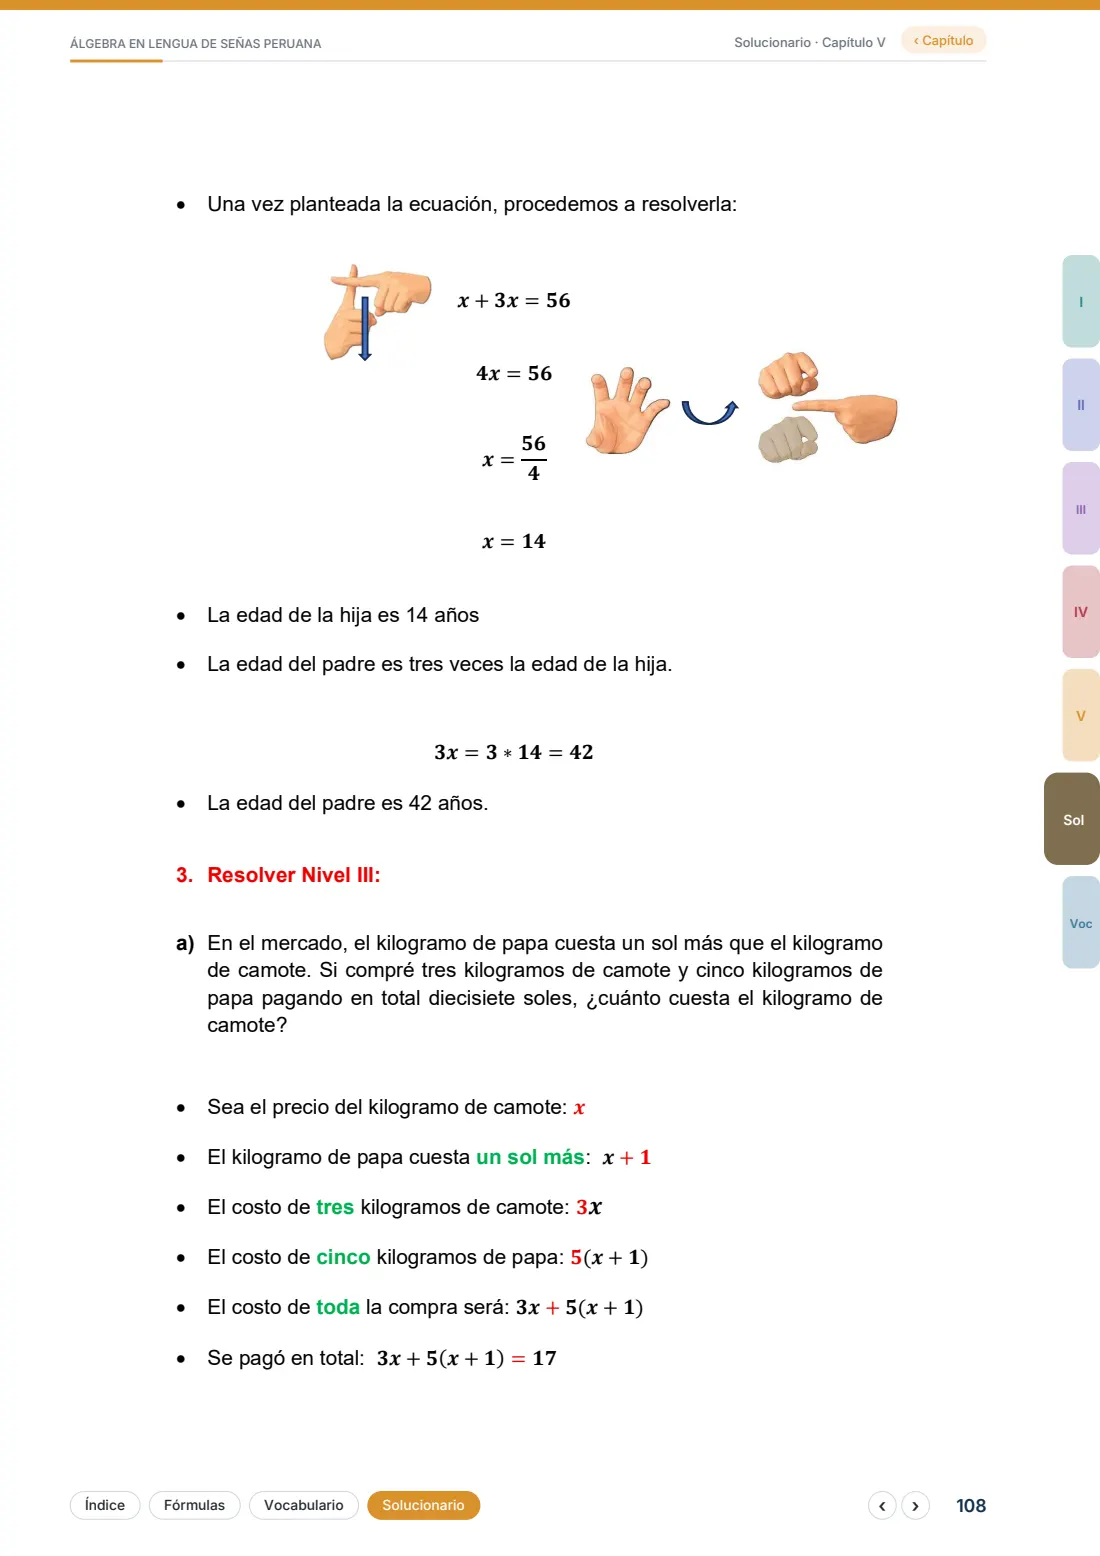 ÁLGEBRA EN LENGUA DE SEÑAS PERUANA
Solucionario · Capítulo V
‹ Capítulo
• Una vez planteada la ecuación, procedemos a resolverla:
x + 3x = 56
4x = 56
x = 56/4
x = 14
• La edad de la hija es 14 años
• La edad del padre es tres veces la edad de la hija.
3x = 3 ∗ 14 = 42
• La edad del padre es 42 años.
3. Resolver Nivel III:
a) En el mercado, el kilogramo de papa cuesta un sol más que el kilogramo
de camote. Si compré tres kilogramos de camote y cinco kilogramos de
papa pagando en total diecisiete soles, ¿cuánto cuesta el kilogramo de
camote?
• Sea el precio del kilogramo de camote: x
• El kilogramo de papa cuesta un sol más: x + 1
• El costo de tres kilogramos de camote: 3x
• El costo de cinco kilogramos de papa: 5(x + 1)
• El costo de toda la compra será: 3x + 5(x + 1)
• Se pagó en total: 3x + 5(x + 1) = 17
I
II
III
IV
V
Sol
Voc
Índice
Fórmulas
Vocabulario
Solucionario
‹
›
108